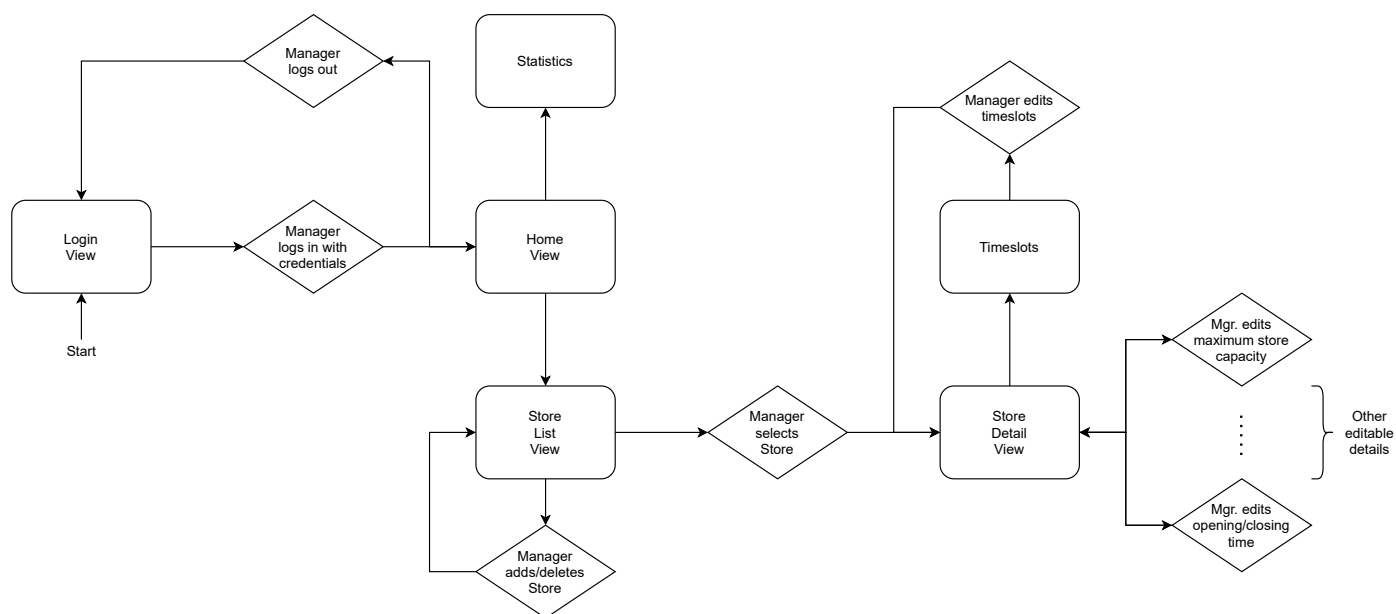 Manager
logs out
Statistics
Manager edits
timeslots
Login
View
Manager
logs in with
credentials
Home
View
Timeslots
Start
Mgr. edits
maximum store
capacity
Store
List
View
Manager
selects
Store
Store
Detail
View
Other
editable
details
Manager
adds/deletes
Store
Mgr. edits
opening/closing
time